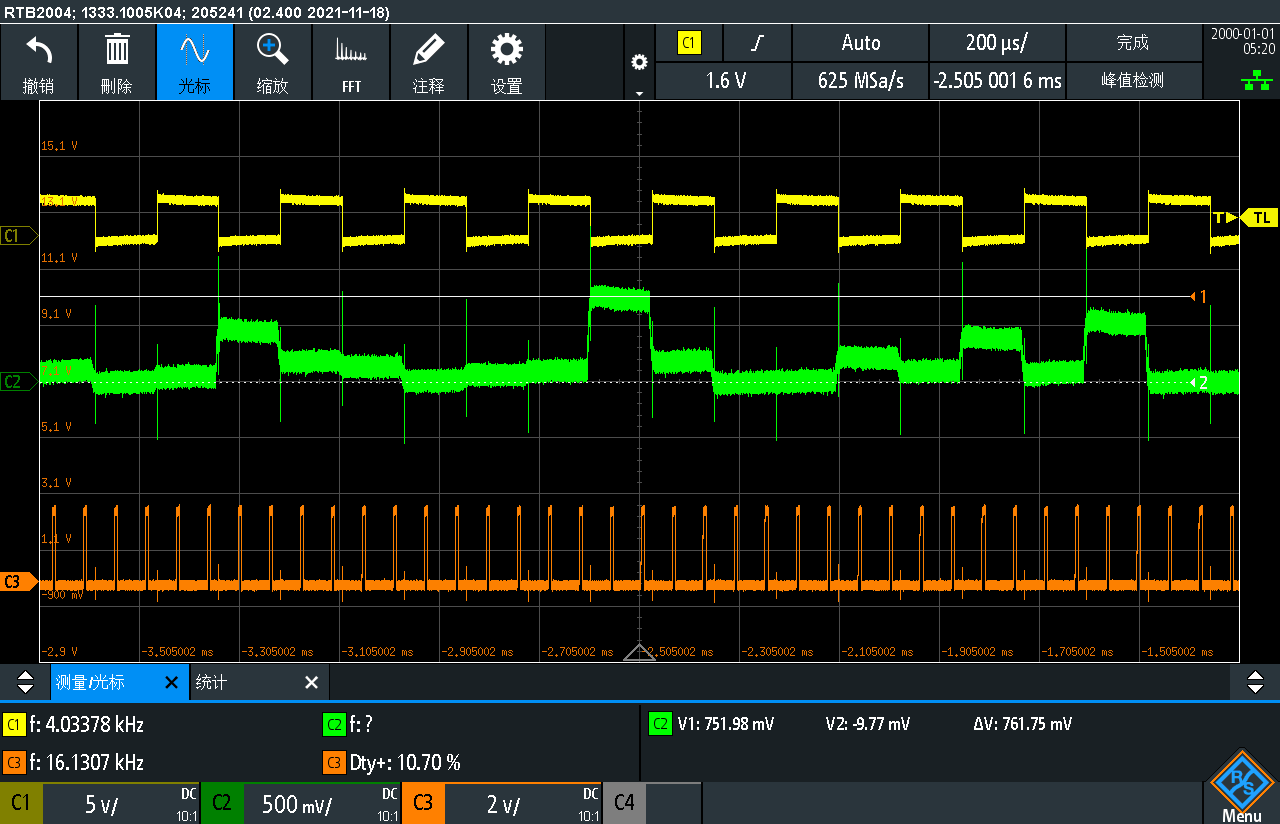 RTB2004; 1333.1005K04; 205241 (02.400 2021-11-18)
撤销 删除 光标 缩放 FFT 注释 设置
C1 Auto 200 µs/ 完成
1.6 V 625 MSa/s -2.505 001 6 ms 峰值检测
2000-01-01
05:20
15,1 V
13,1 V
T TL
C1
11,1 V
1
9,1 V
7,1 V
C2
2
5,1 V
3,1 V
1,1 V
C3
-900 mV
-2,9 V -3,505002 ms -3,305002 ms -3,105002 ms -2,905002 ms -2,705002 ms 2,505002 ms -2,305002 ms -2,105002 ms -1,905002 ms -1,705002 ms -1,505002 ms
测量/光标 统计
C1 f: 4.03378 kHz C2 f: ? C2 V1: 751.98 mV V2: -9.77 mV ΔV: 761.75 mV
C3 f: 16.1307 kHz C3 Dty+: 10.70 %
C1 5 V/ DC 10:1 C2 500 mV/ DC 10:1 C3 2 V/ DC 10:1 C4
R S
Menu